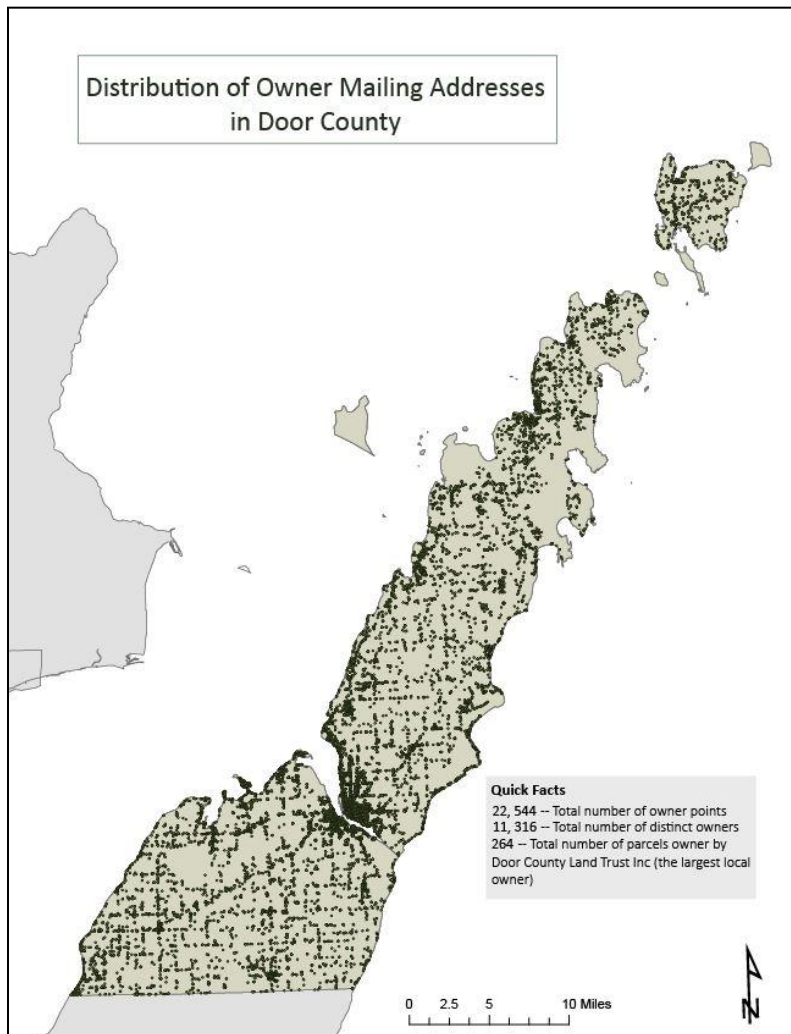 Distribution of Owner Mailing Addresses
in Door County
Quick Facts
22, 544 -- Total number of owner points
11, 316 -- Total number of distinct owners
264 -- Total number of parcels owner by
Door County Land Trust Inc (the largest local
owner)
N
0 2.5 5 10 Miles